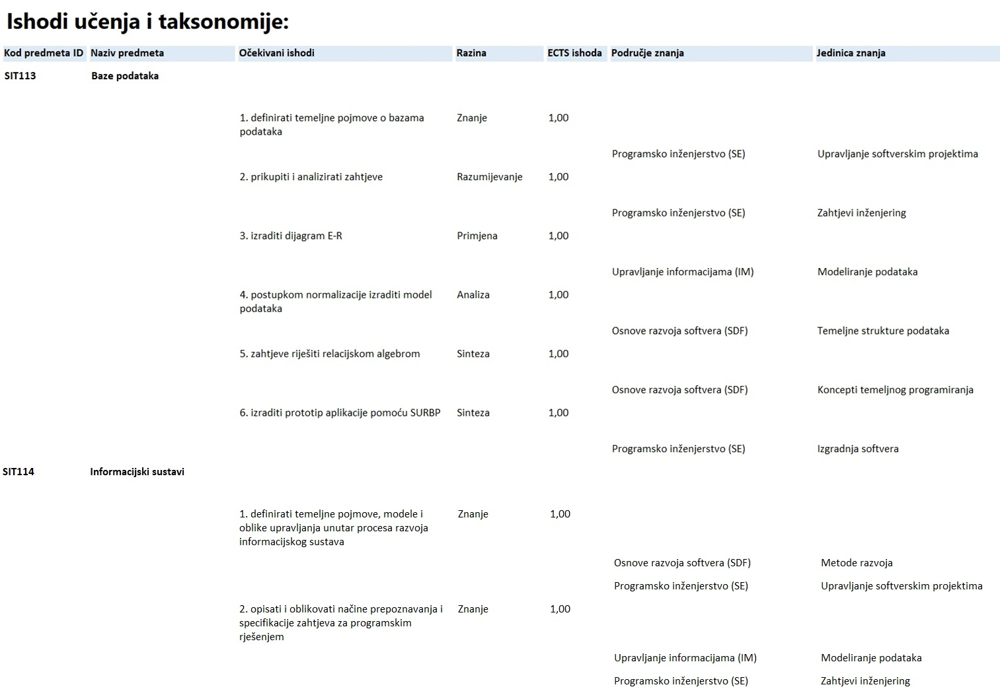 Ishodi učenja i taksonomije:
Kod predmeta ID Naziv predmeta Očekivani ishodi Razina ECTS ishoda Područje znanja Jedinica znanja
SIT113 Baze podataka
1. definirati temeljne pojmove o bazama Znanje 1,00
podataka
Programsko inženjerstvo (SE) Upravljanje softverskim projektima
2. prikupiti i analizirati zahtjeve Razumijevanje 1,00
Programsko inženjerstvo (SE) Zahtjevi inženjering
3. izraditi dijagram E-R Primjena 1,00
Upravljanje informacijama (IM) Modeliranje podataka
4. postupkom normalizacije izraditi model Analiza 1,00
podataka
Osnove razvoja softvera (SDF) Temeljne strukture podataka
5. zahtjeve riješiti relacijskom algebrom Sinteza 1,00
Osnove razvoja softvera (SDF) Koncepti temeljnog programiranja
6. izraditi prototip aplikacije pomoću SURBP Sinteza 1,00
Programsko inženjerstvo (SE) Izgradnja softvera
SIT114 Informacijski sustavi
1. definirati temeljne pojmove, modele i Znanje 1,00
oblike upravljanja unutar procesa razvoja
informacijskog sustava
Osnove razvoja softvera (SDF) Metode razvoja
Programsko inženjerstvo (SE) Upravljanje softverskim projektima
2. opisati i oblikovati načine prepoznavanja i Znanje 1,00
specifikacije zahtjeva za programskim
rješenjem
Upravljanje informacijama (IM) Modeliranje podataka
Programsko inženjerstvo (SE) Zahtjevi inženjering